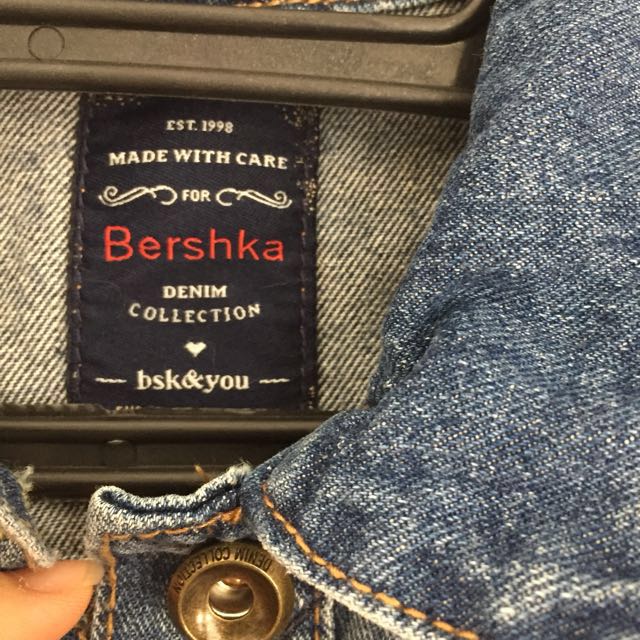 EST. 1998
MADE WITH CARE
FOR
Bershka
DENIM
COLLECTION
bsk&you
DENIM COLLECTION